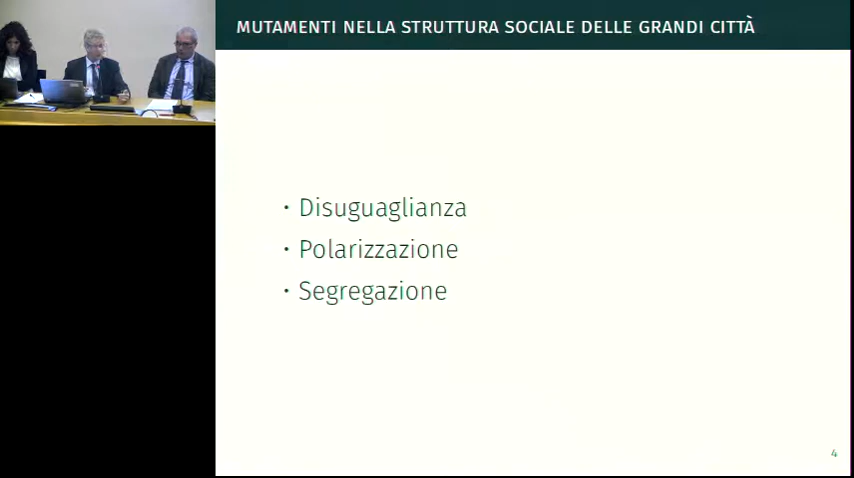 MUTAMENTI NELLA STRUTTURA SOCIALE DELLE GRANDI CITTÀ
· Disuguaglianza
· Polarizzazione
· Segregazione
4